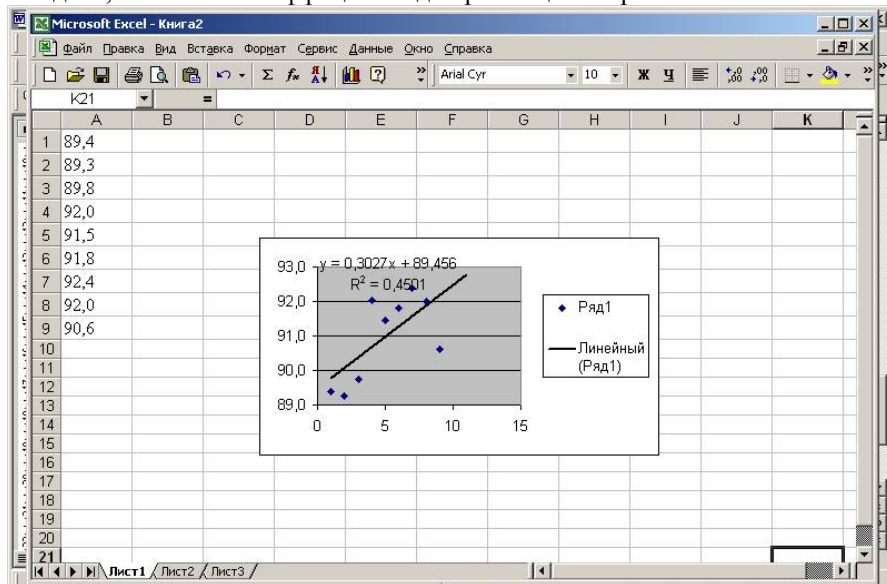 Microsoft Excel - Книга2
Файл Правка Вид Вставка Формат Сервис Данные Окно Справка
Arial Cyr 10 Ж Ч
K21 =
A B C D E F G H I J K
1 89,4
2 89,3
3 89,8
4 92,0
5 91,5
6 91,8
7 92,4
8 92,0
9 90,6
10
11
12
13
14
15
16
17
18
19
20
21
y = 0,3027x + 89,456
R² = 0,4501
93,0
92,0
91,0
90,0
89,0
0 5 10 15
Ряд1
Линейный
(Ряд1)
Лист1 Лист2 Лист3